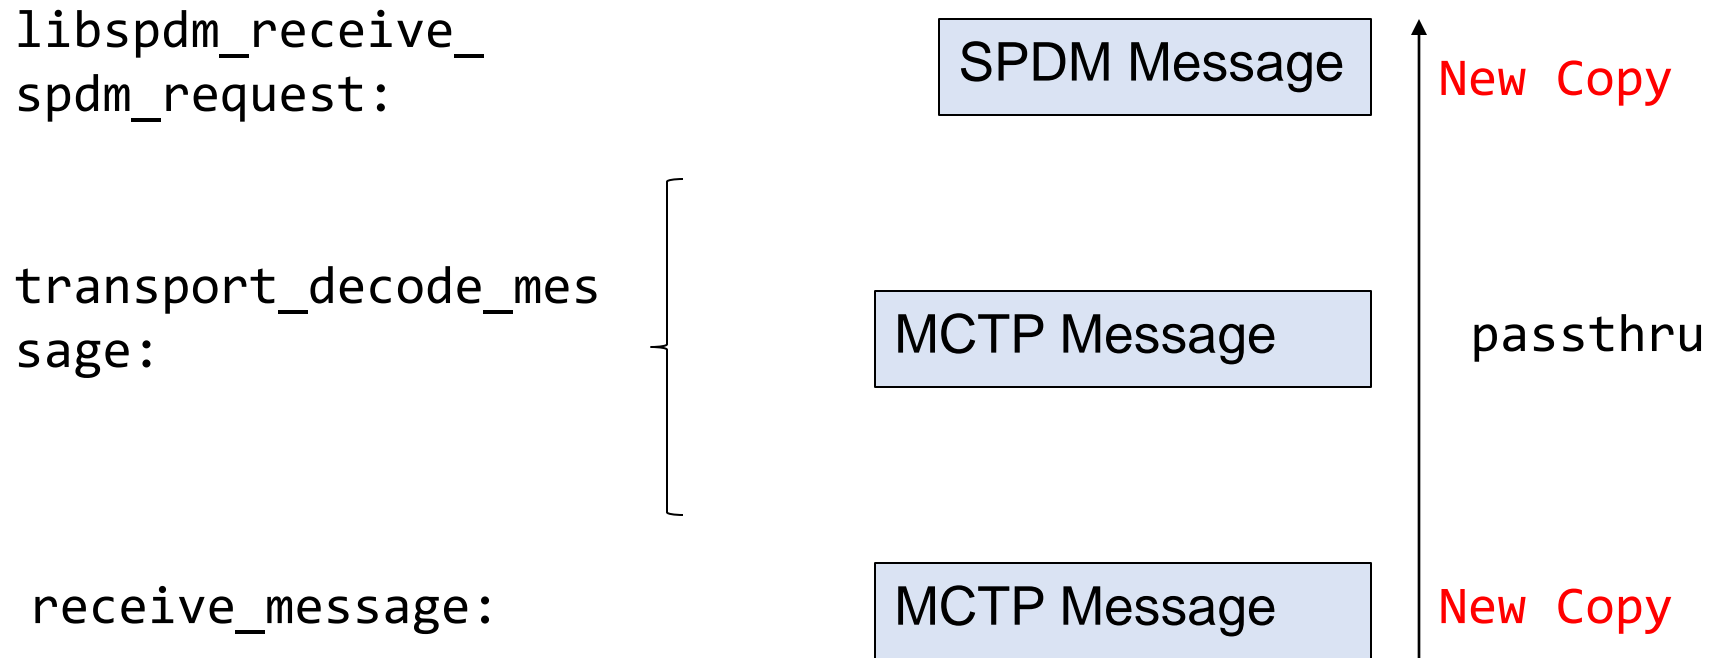 libspdm_receive_
spdm_request:
SPDM Message
New Copy
transport_decode_mes
sage:
MCTP Message
passthru
receive_message:
MCTP Message
New Copy